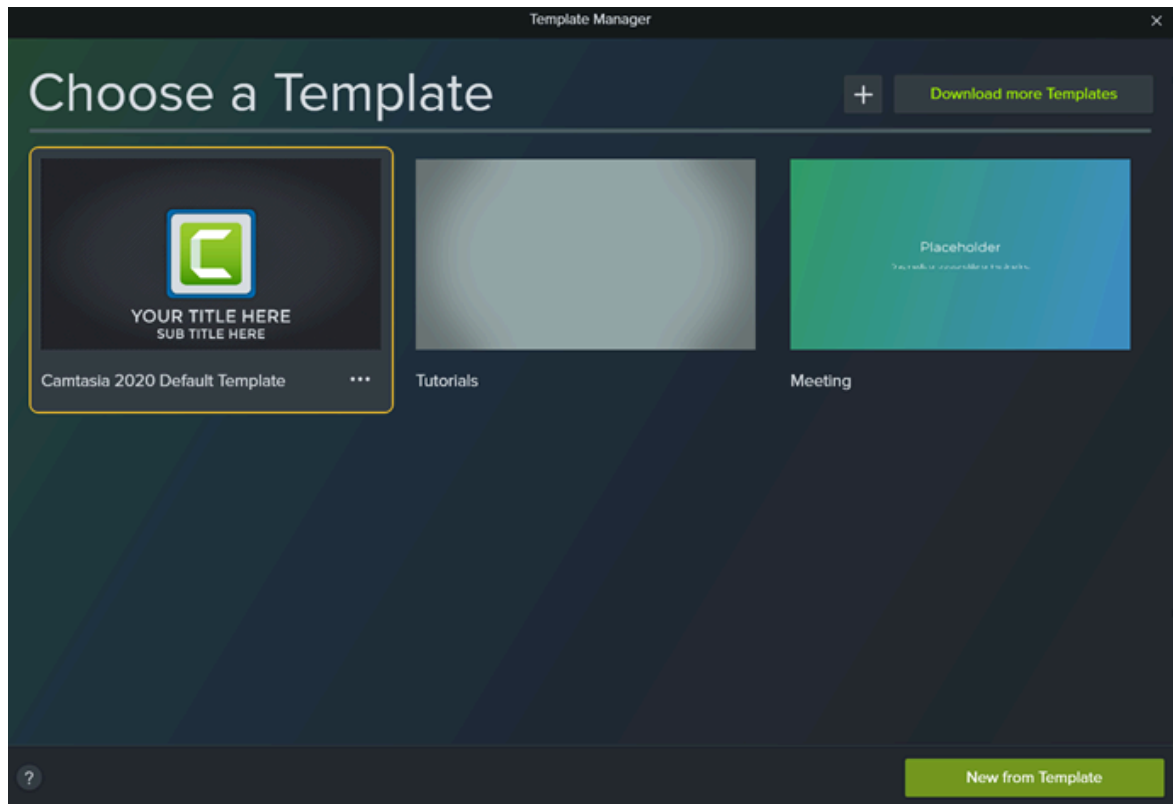 Template Manager
Choose a Template
Download more Templates
YOUR TITLE HERE
SUB TITLE HERE
Placeholder
Camtasia 2020 Default Template
Tutorials
Meeting
?
New from Template